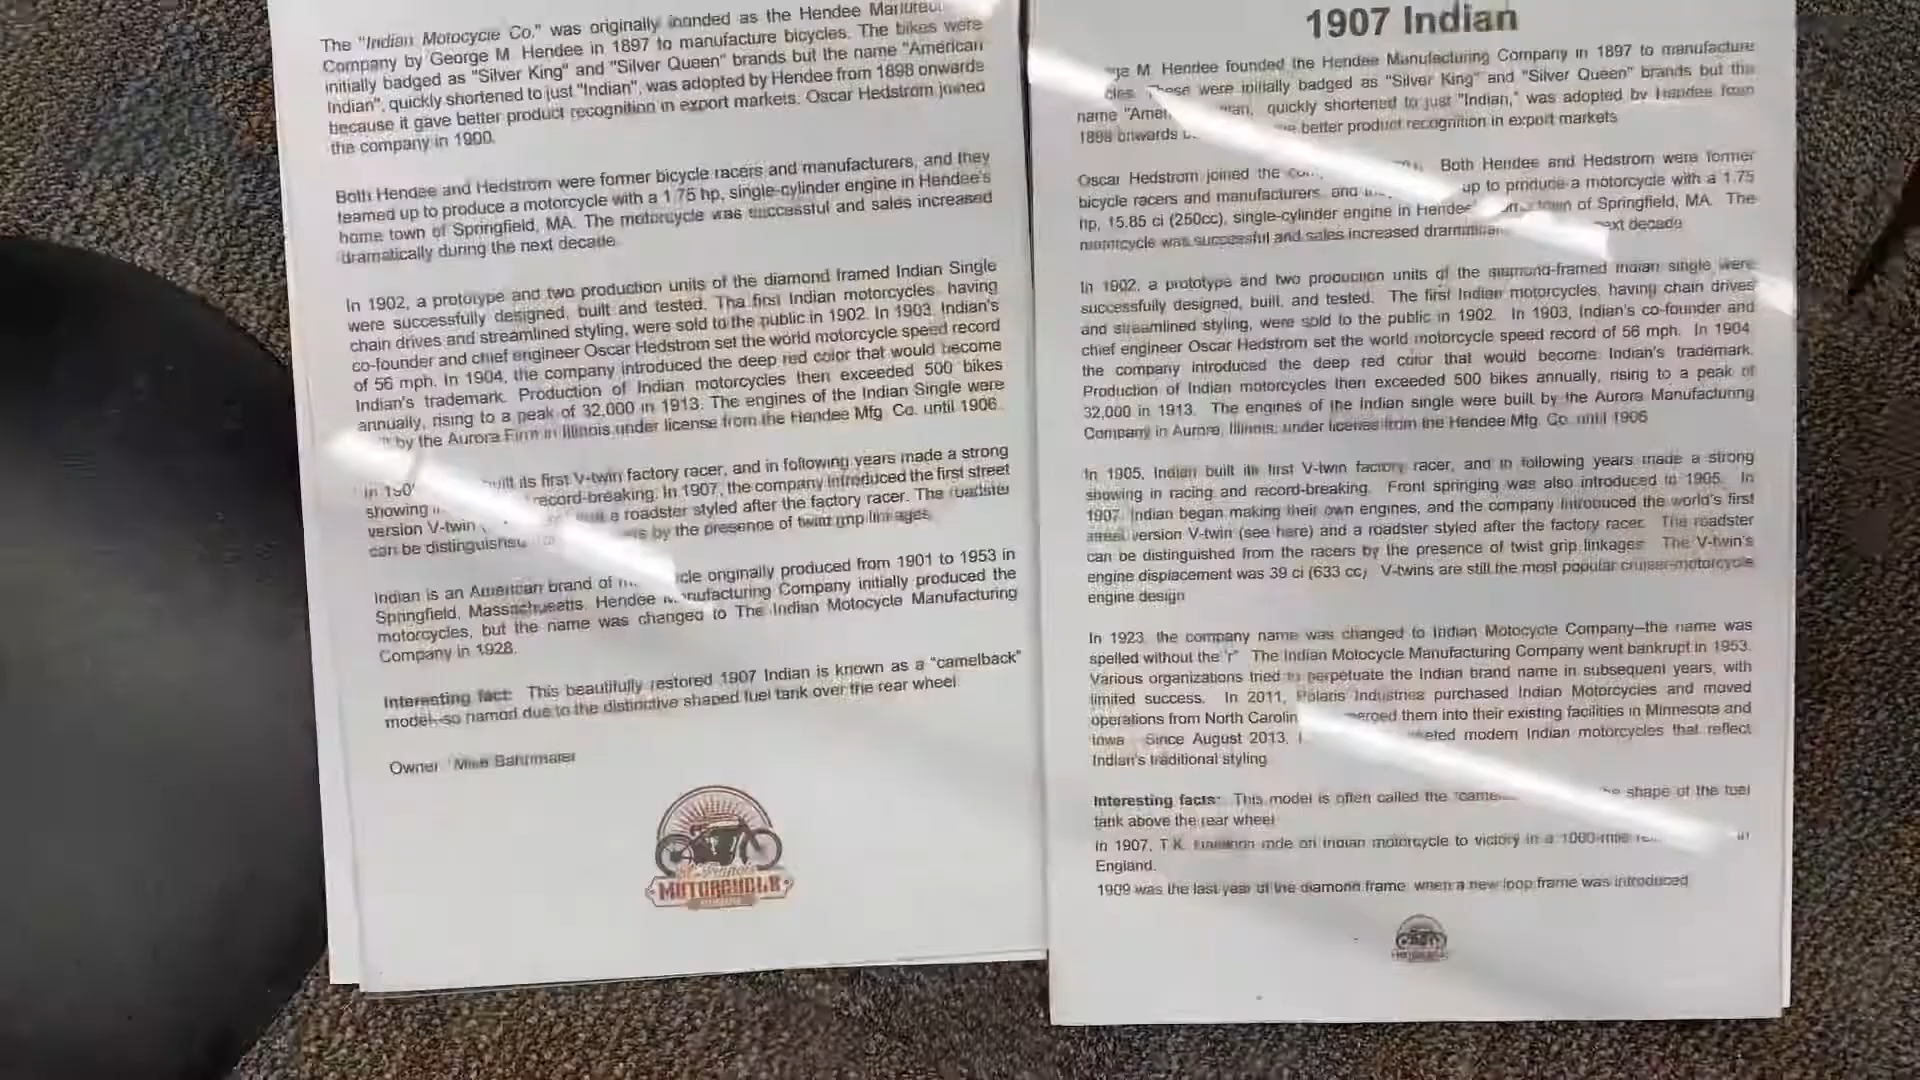 The "Indian Motocycle Co." was originally founded as the Hendee
Company by George M. Hendee in 1897 to manufacture bicycles. The bikes were
initially badged as "Silver King" and "Silver Queen" brands but the name "American
Indian", quickly shortened to just "Indian", was adopted by Hendee from 1898 onwards
because it gave better product recognition in export markets. Oscar Hedstrom joined
the company in 1900.
Both Hendee and Hedstrom were former bicycle racers and manufacturers, and they
teamed up to produce a motorcycle with a 1.75 hp, single-cylinder engine in Hendee's
home town of Springfield, MA. The motorcycle was successful and sales increased
dramatically during the next decade.
In 1902, a prototype and two production units of the diamond framed Indian Single
were successfully designed, built and tested. The first Indian motorcycles, having
chain drives and streamlined styling, were sold to the public in 1902. In 1903, Indian's
co-founder and chief engineer Oscar Hedstrom set the world motorcycle speed record
of 56 mph. In 1904, the company introduced the deep red color that would become
Indian's trademark. Production of Indian motorcycles then exceeded 500 bikes
annually, rising to a peak of 32,000 in 1913. The engines of the Indian Single were
by the Aurora Firm in Illinois under license from the Hendee Mfg. Co. until 1906.
In its first V-twin factory racer, and in following years made a strong
showing record-breaking. In 1907, the company introduced the first street
version V-twin a roadster styled after the factory racer. The roadster
can be distinguished by the presence of twist grip linkages.
Indian is an American brand of originally produced from 1901 to 1953 in
Springfield, Massachusetts. Hendee Manufacturing Company initially produced the
motorcycles, but the name was changed to The Indian Motocycle Manufacturing
Company in 1928.
Interesting fact: This beautifully restored 1907 Indian is known as a "camelback"
model, so named due to the distinctive shaped fuel tank over the rear wheel.
Owner: Mike
MOTORCYCLE
1907 Indian
M. Hendee founded the Hendee Manufacturing Company in 1897 to manufacture
These were initially badged as "Silver King" and "Silver Queen" brands but the
name quickly shortened to just "Indian," was adopted by Hendee from
1898 onwards better product recognition in export markets.
Oscar Hedstrom joined the Both Hendee and Hedstrom were former
bicycle racers and manufacturers, and up to produce a motorcycle with a 1.75
hp, 15.85 ci (250cc), single-cylinder engine in Hendee's town of Springfield, MA. The
motorcycle was successful and sales increased next decade.
In 1902, a prototype and two production units of the diamond-framed Indian single were
successfully designed, built, and tested. The first Indian motorcycles, having chain drives
and streamlined styling, were sold to the public in 1902. In 1903, Indian's co-founder and
chief engineer Oscar Hedstrom set the world motorcycle speed record of 56 mph. In 1904,
the company introduced the deep red color that would become Indian's trademark.
Production of Indian motorcycles then exceeded 500 bikes annually, rising to a peak of
32,000 in 1913. The engines of the Indian single were built by the Aurora Manufacturing
Company in Aurora, Illinois, under license from the Hendee Mfg. Co. until 1906.
In 1905, Indian built its first V-twin factory racer, and in following years made a strong
showing in racing and record-breaking. Front springing was also introduced in 1905. In
1907, Indian began making their own engines, and the company introduced the world's first
street version V-twin (see here) and a roadster styled after the factory racer. The roadster
can be distinguished from the racers by the presence of twist grip linkages. The V-twin's
engine displacement was 39 ci (633 cc). V-twins are still the most popular cruiser-motorcycle
engine design.
In 1923, the company name was changed to Indian Motocycle Company—the name was
spelled without the "r". The Indian Motocycle Manufacturing Company went bankrupt in 1953.
Various organizations tried to perpetuate the Indian brand name in subsequent years, with
limited success. In 2011, Polaris Industries purchased Indian Motorcycles and moved
operations from North Carolina merged them into their existing facilities in Minnesota and
Iowa. Since August 2013, modern Indian motorcycles that reflect
Indian's traditional styling.
Interesting facts: This model is often called the shape of the fuel
tank above the rear wheel.
In 1907, T.K. rode an Indian motorcycle to victory in a 1000-mile in
England.
1909 was the last year of the diamond frame, when a new loop frame was introduced.